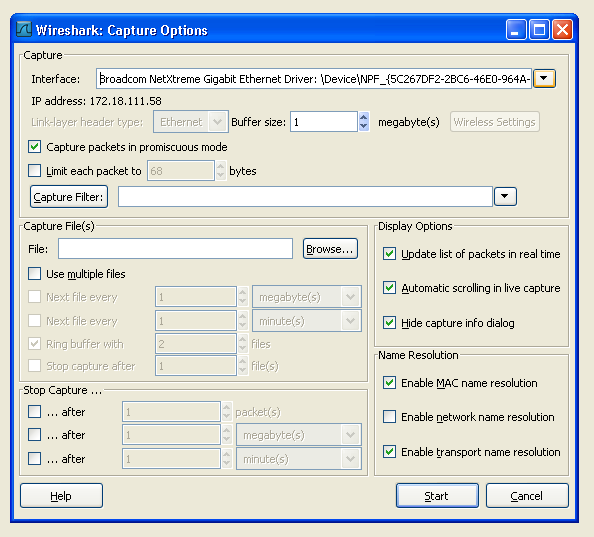 Wireshark: Capture Options
Capture
Interface: Broadcom NetXtreme Gigabit Ethernet Driver: \Device\NPF_{5C267DF2-2BC6-46E0-964A-
IP address: 172.18.111.58
Link-layer header type: Ethernet Buffer size: 1 megabyte(s) Wireless Settings
Capture packets in promiscuous mode
Limit each packet to 68 bytes
Capture Filter:
Capture File(s)
File: Browse...
Use multiple files
Next file every 1 megabyte(s)
Next file every 1 minute(s)
Ring buffer with 2 files
Stop capture after 1 file(s)
Stop Capture ...
... after 1 packet(s)
... after 1 megabyte(s)
... after 1 minute(s)
Display Options
Update list of packets in real time
Automatic scrolling in live capture
Hide capture info dialog
Name Resolution
Enable MAC name resolution
Enable network name resolution
Enable transport name resolution
Help Start Cancel